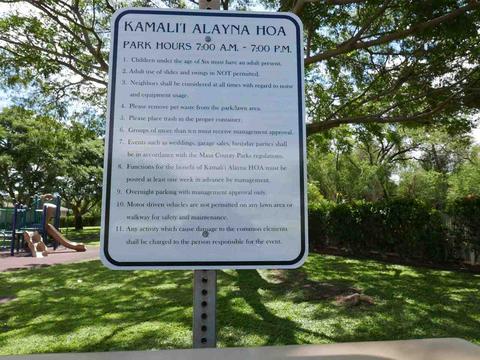 KAMALI'I ALAYNA HOA
PARK HOURS 7:00 A.M. - 7:00 P.M.
1. Children under the age of Six must have an adult present.
2. Adult use of slides and swings is NOT permitted.
3. Neighbors shall be considered at all times with regard to noise
and equipment usage.
4. Please remove pet waste from the park/lawn area.
5. Please place trash in the proper container.
6. Groups of more than ten must receive management approval.
7. Events such as weddings, garage sales, birthday parties shall
be in accordance with the Maui County Parks regulations.
8. Functions for the benefit of Kamali'i Alayna HOA must be
posted at least one week in advance by management.
9. Overnight parking with management approval only.
10. Motor driven vehicles are not permitted on any lawn area or
walkway for safety and maintenance.
11. Any activity which cause damage to the common elements
shall be charged to the person responsible for the event.